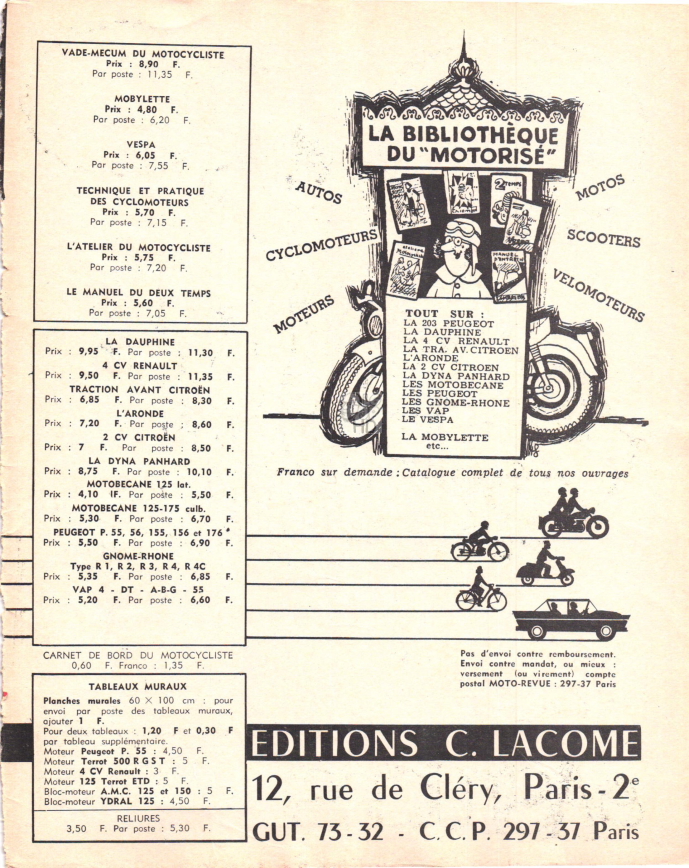 VADE-MECUM DU MOTOCYCLISTE
Prix : 8,90 F.
Par poste : 11,35 F.
MOBYLETTE
Prix : 4,80 F.
Par poste : 6,20 F.
VESPA
Prix : 6,05 F.
Par poste : 7,55 F.
TECHNIQUE ET PRATIQUE
DES CYCLOMOTEURS
Prix : 5,70 F.
Par poste : 7,15 F.
L'ATELIER DU MOTOCYCLISTE
Prix : 5,75 F.
Par poste : 7,20 F.
LE MANUEL DU DEUX TEMPS
Prix : 5,60 F.
Par poste : 7,05 F.
LA DAUPHINE
Prix : 9,95 F. Par poste : 11,30 F.
4 CV RENAULT
Prix : 9,50 F. Par poste : 11,35 F.
TRACTION AVANT CITROËN
Prix : 6,85 F. Par poste : 8,30 F.
L'ARONDE
Prix : 7,20 F. Par poste : 8,60 F.
2 CV CITROËN
Prix : 7 F. Par poste : 8,50 F.
LA DYNA PANHARD
Prix : 8,75 F. Par poste : 10,10 F.
MOTOBECANE 125 lat.
Prix : 4,10 F. Par poste : 5,50 F.
MOTOBECANE 125-175 culb.
Prix : 5,30 F. Par poste : 6,70 F.
PEUGEOT P. 55, 56, 155, 156 et 176
Prix : 5,50 F. Par poste : 6,90 F.
GNOME-RHONE
Type R 1, R 2, R 3, R 4, R 4C
Prix : 5,35 F. Par poste : 6,85 F.
VAP 4 - DT - A-B-G - 55
Prix : 5,20 F. Par poste : 6,60 F.
CARNET DE BORD DU MOTOCYCLISTE
0,60 F. Franco : 1,35 F.
TABLEAUX MURAUX
Planches murales 60 × 100 cm : pour
envoi par poste des tableaux muraux,
ajouter 1 F.
Pour deux tableaux : 1,20 F et 0,30 F
par tableau supplémentaire.
Moteur Peugeot P. 55 : 4,50 F.
Moteur Terrot 500 R G S T : 5 F.
Moteur 4 CV Renault : 3 F.
Moteur 125 Terrot ETD : 5 F.
Bloc-moteur A.M.C. 125 et 150 : 5 F.
Bloc-moteur YDRAL 125 : 4,50 F.
RELIURES
3,50 F. Par poste : 5,30 F.
LA BIBLIOTHÈQUE
DU "MOTORISÉ"
AUTOS
CYCLOMOTEURS
MOTEURS
MOTOS
SCOOTERS
VELOMOTEURS
2 TEMPS
MANUEL
TOUT SUR :
LA 203 PEUGEOT
LA DAUPHINE
LA 4 CV RENAULT
LA TRA. AV. CITROEN
L'ARONDE
LA 2 CV CITROEN
LA DYNA PANHARD
LES MOTOBECANE
LES PEUGEOT
LES GNOME-RHONE
LES VAP
LE VESPA
LA MOBYLETTE
etc...
Franco sur demande : Catalogue complet de tous nos ouvrages
Pas d'envoi contre remboursement.
Envoi contre mandat, ou mieux :
versement (ou virement) compte
postal MOTO-REVUE : 297-37 Paris
EDITIONS C. LACOME
12, rue de Cléry, Paris-2e
GUT. 73-32 - C.C.P. 297-37 Paris